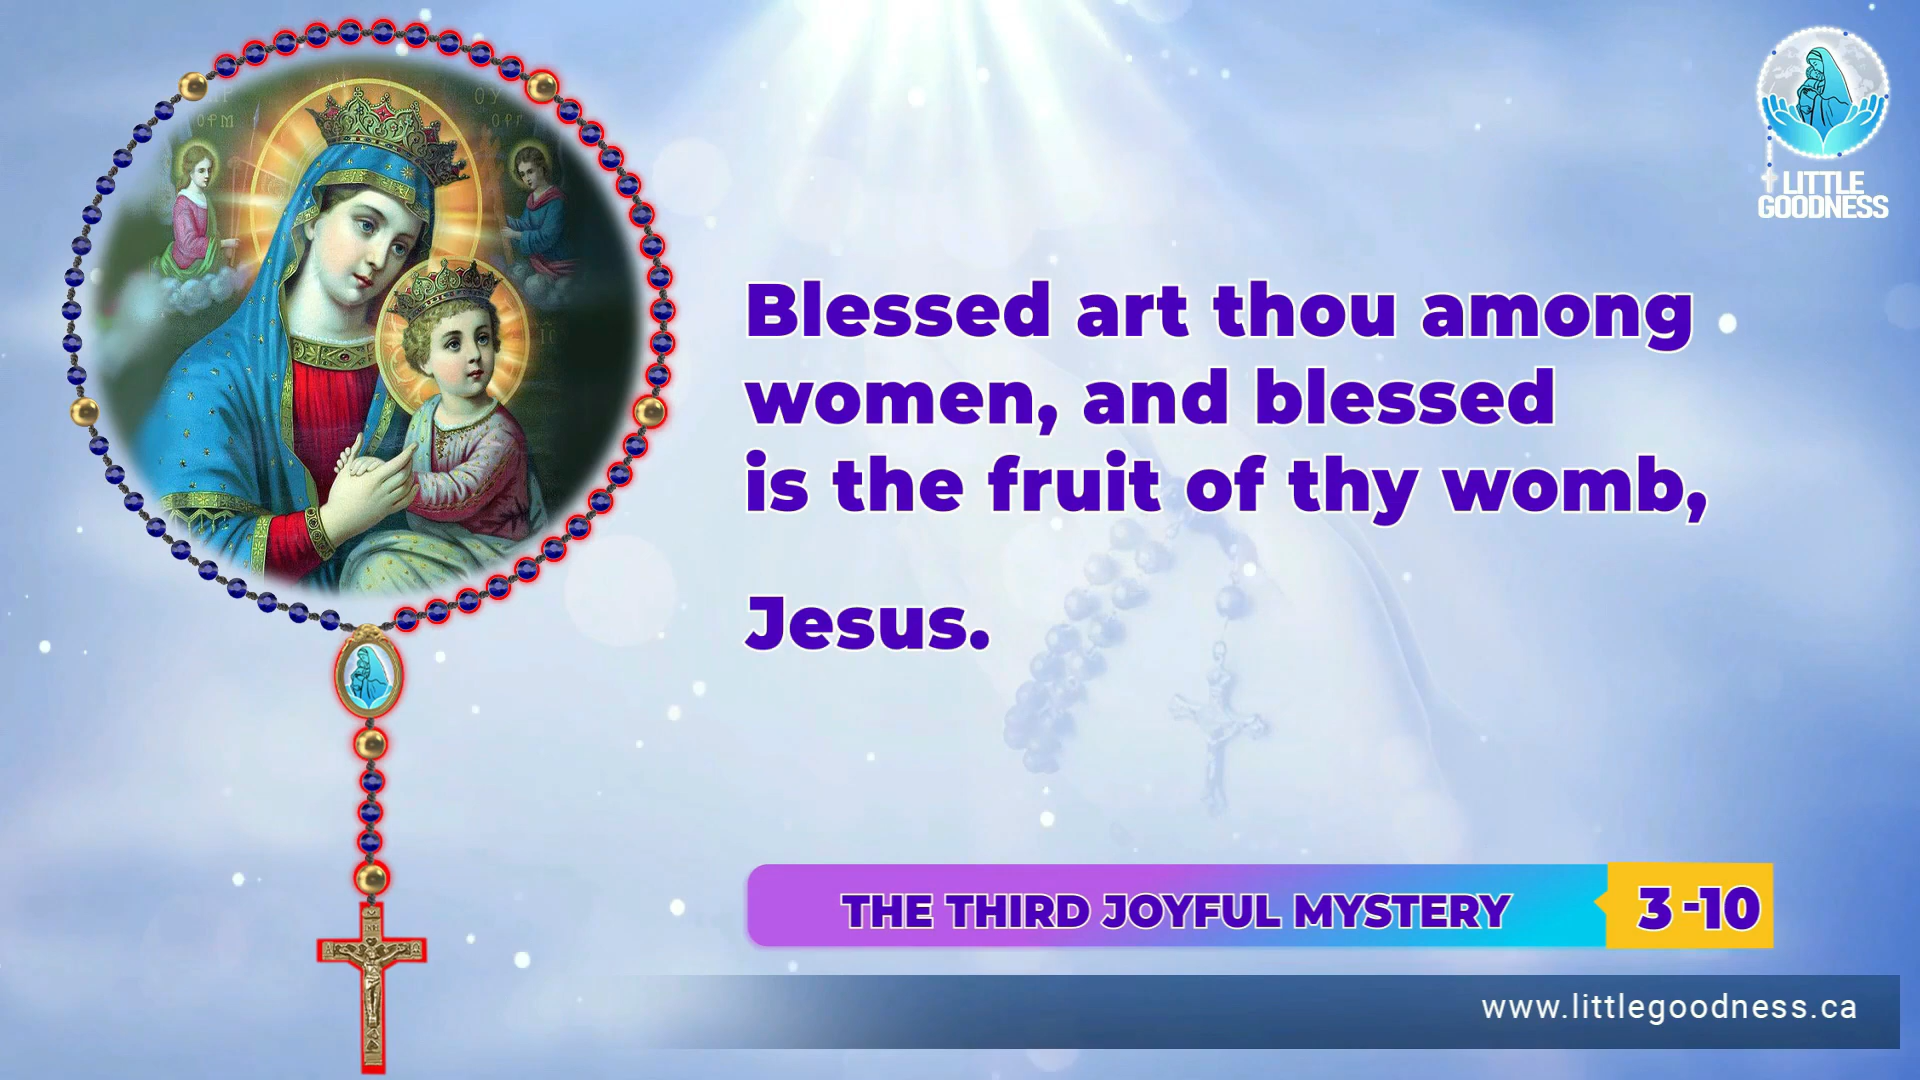 LITTLE
GOODNESS
Blessed art thou among
women, and blessed
is the fruit of thy womb,
Jesus.
THE THIRD JOYFUL MYSTERY
3 -10
www.littlegoodness.ca